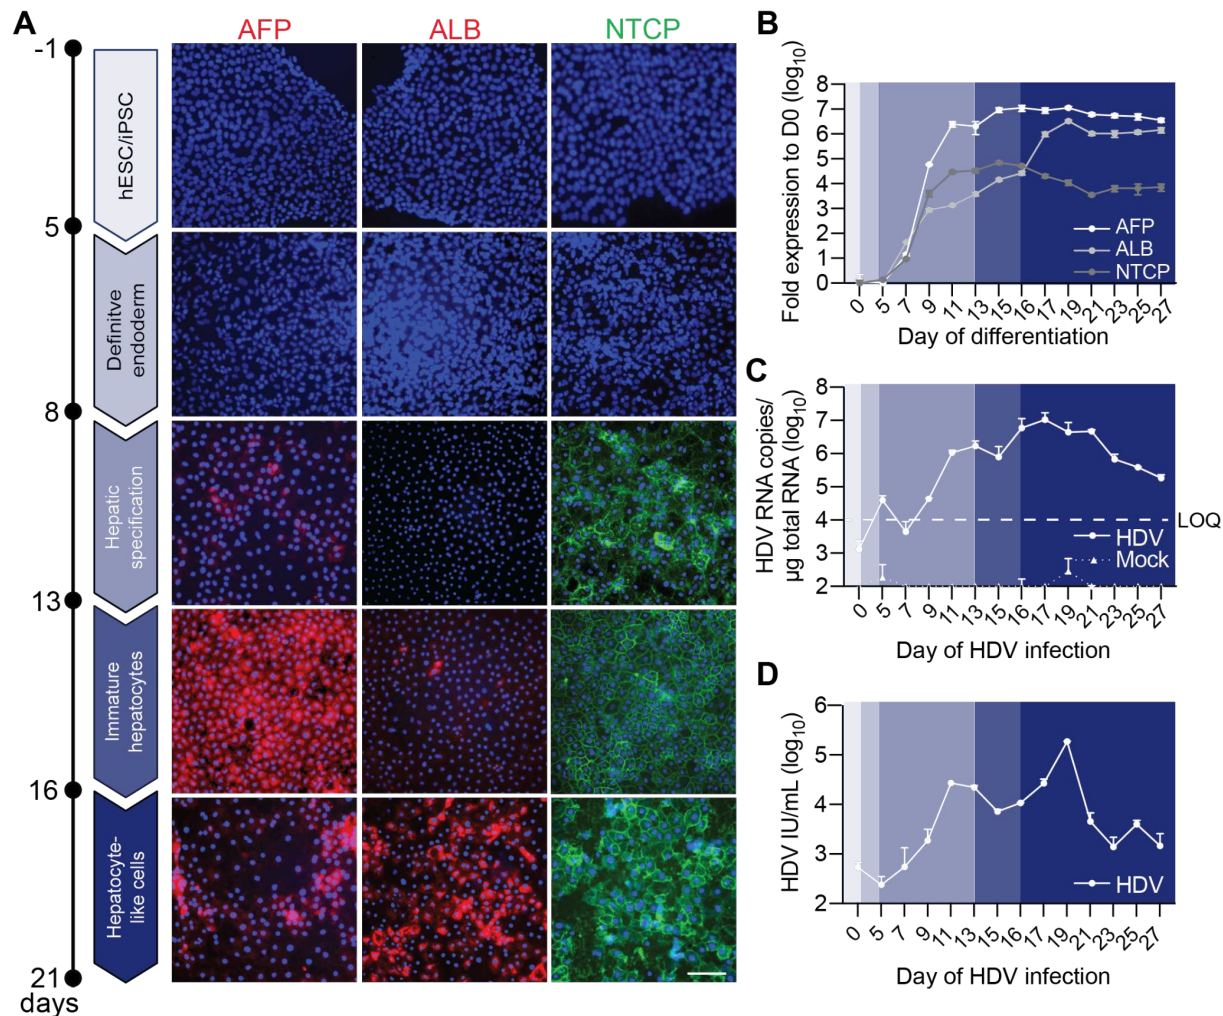 A
AFP
ALB
NTCP
-1
5
8
13
16
21
days
hESC/iPSC
Definitve
endoderm
Hepatic
specification
Immature
hepatocytes
Hepatocyte-
like cells
B
Fold expression to D0 (log10)
8
7
6
5
4
3
2
1
0
AFP
ALB
NTCP
0 5 7 9 11 13 15 16 17 19 21 23 25 27
Day of differentiation
C
HDV RNA copies/
µg total RNA (log10)
8
7
6
5
4
3
2
LOQ
HDV
Mock
0 5 7 9 11 13 15 16 17 19 21 23 25 27
Day of HDV infection
D
HDV IU/mL (log10)
6
5
4
3
2
HDV
0 5 7 9 11 13 15 16 17 19 21 23 25 27
Day of HDV infection